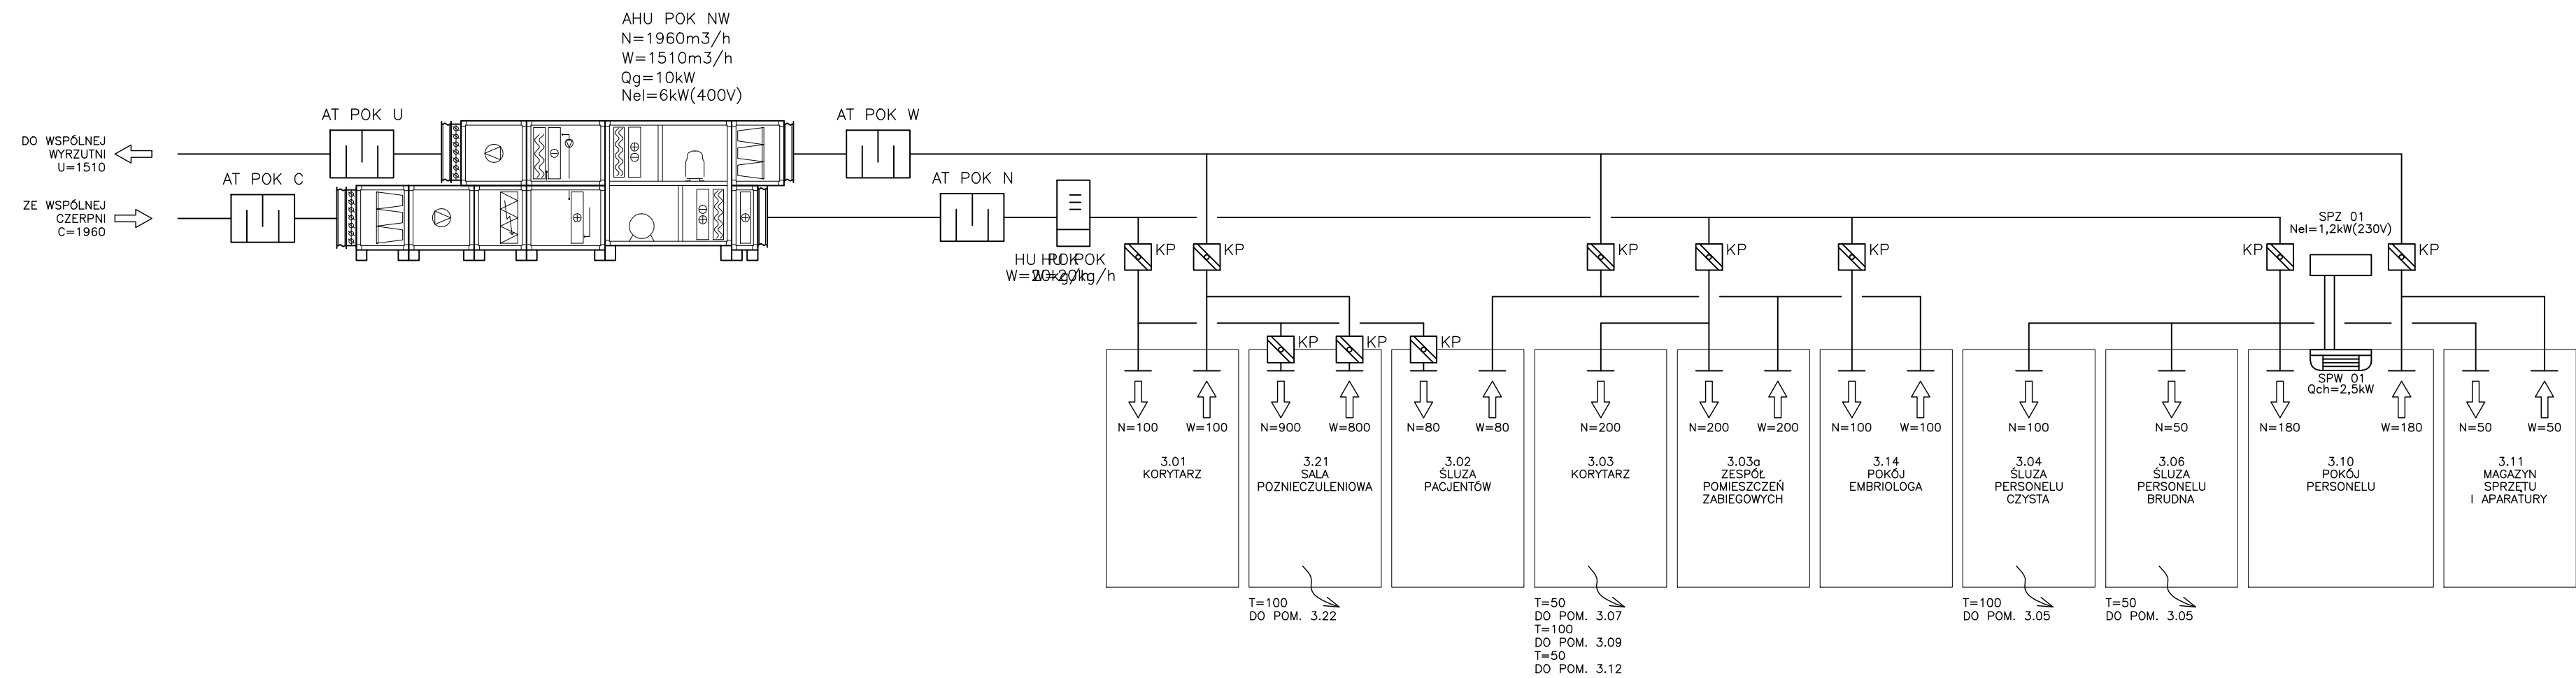 AHU POK NW
N=1960m3/h
W=1510m3/h
Qg=10kW
Nel=6kW(400V)
AT POK U
AT POK W
DO WSPÓLNEJ
WYRZUTNI
U=1510
AT POK C
AT POK N
ZE WSPÓLNEJ
CZERPNI
C=1960
SPZ 01
Nel=1,2kW(230V)
KP
KP
KP
KP
KP
KP
KP
HU POK
HU POK
W=20kg/h
W=20kg/h
KP
KP
KP
SPW 01
Qch=2,5kW
N=100
W=100
N=900
W=800
N=80
W=80
N=200
N=200
W=200
N=100
W=100
N=100
N=50
N=180
W=180
N=50
W=50
3.01
KORYTARZ
3.21
SALA
POZNIECZULENIOWA
3.02
ŚLUZA
PACJENTÓW
3.03
KORYTARZ
3.03a
ZESPÓŁ
POMIESZCZEŃ
ZABIEGOWYCH
3.14
POKÓJ
EMBRIOLOGA
3.04
ŚLUZA
PERSONELU
CZYSTA
3.06
ŚLUZA
PERSONELU
BRUDNA
3.10
POKÓJ
PERSONELU
3.11
MAGAZYN
SPRZĘTU
I APARATURY
T=100
DO POM. 3.22
T=50
DO POM. 3.07
T=100
DO POM. 3.09
T=50
DO POM. 3.12
T=100
DO POM. 3.05
T=50
DO POM. 3.05